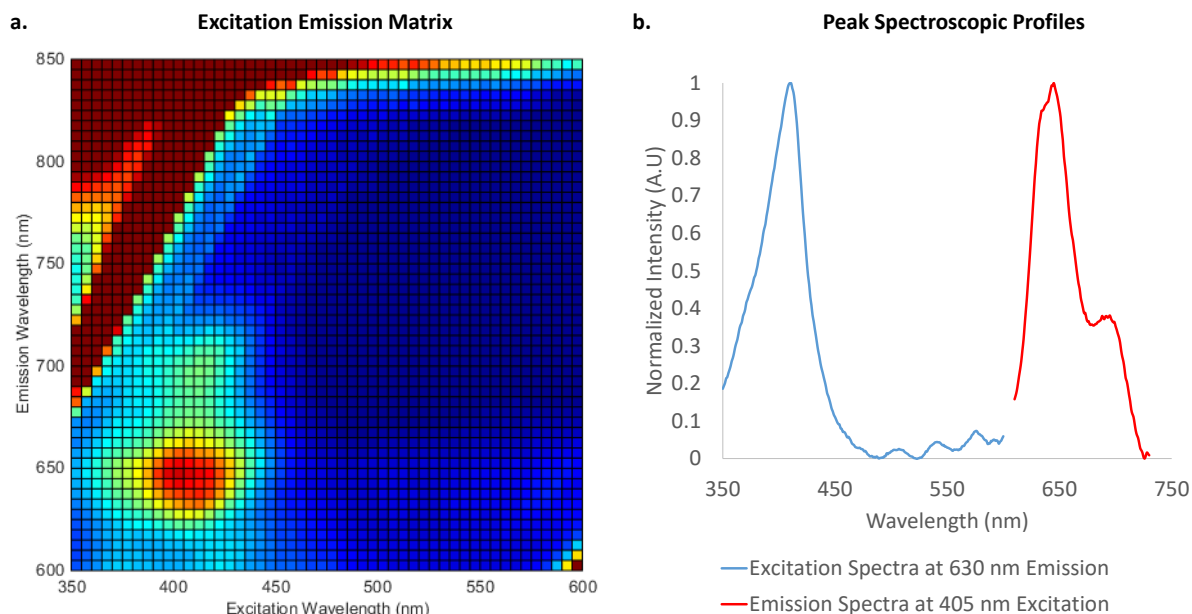 a.
Excitation Emission Matrix
850
800
750
700
650
600
Emission Wavelength (nm)
350
400
450
500
550
600
Excitation Wavelength (nm)
b.
Peak Spectroscopic Profiles
1
0.9
0.8
0.7
0.6
0.5
0.4
0.3
0.2
0.1
0
Normalized Intensity (A.U)
350
450
550
650
750
Wavelength (nm)
Excitation Spectra at 630 nm Emission
Emission Spectra at 405 nm Excitation